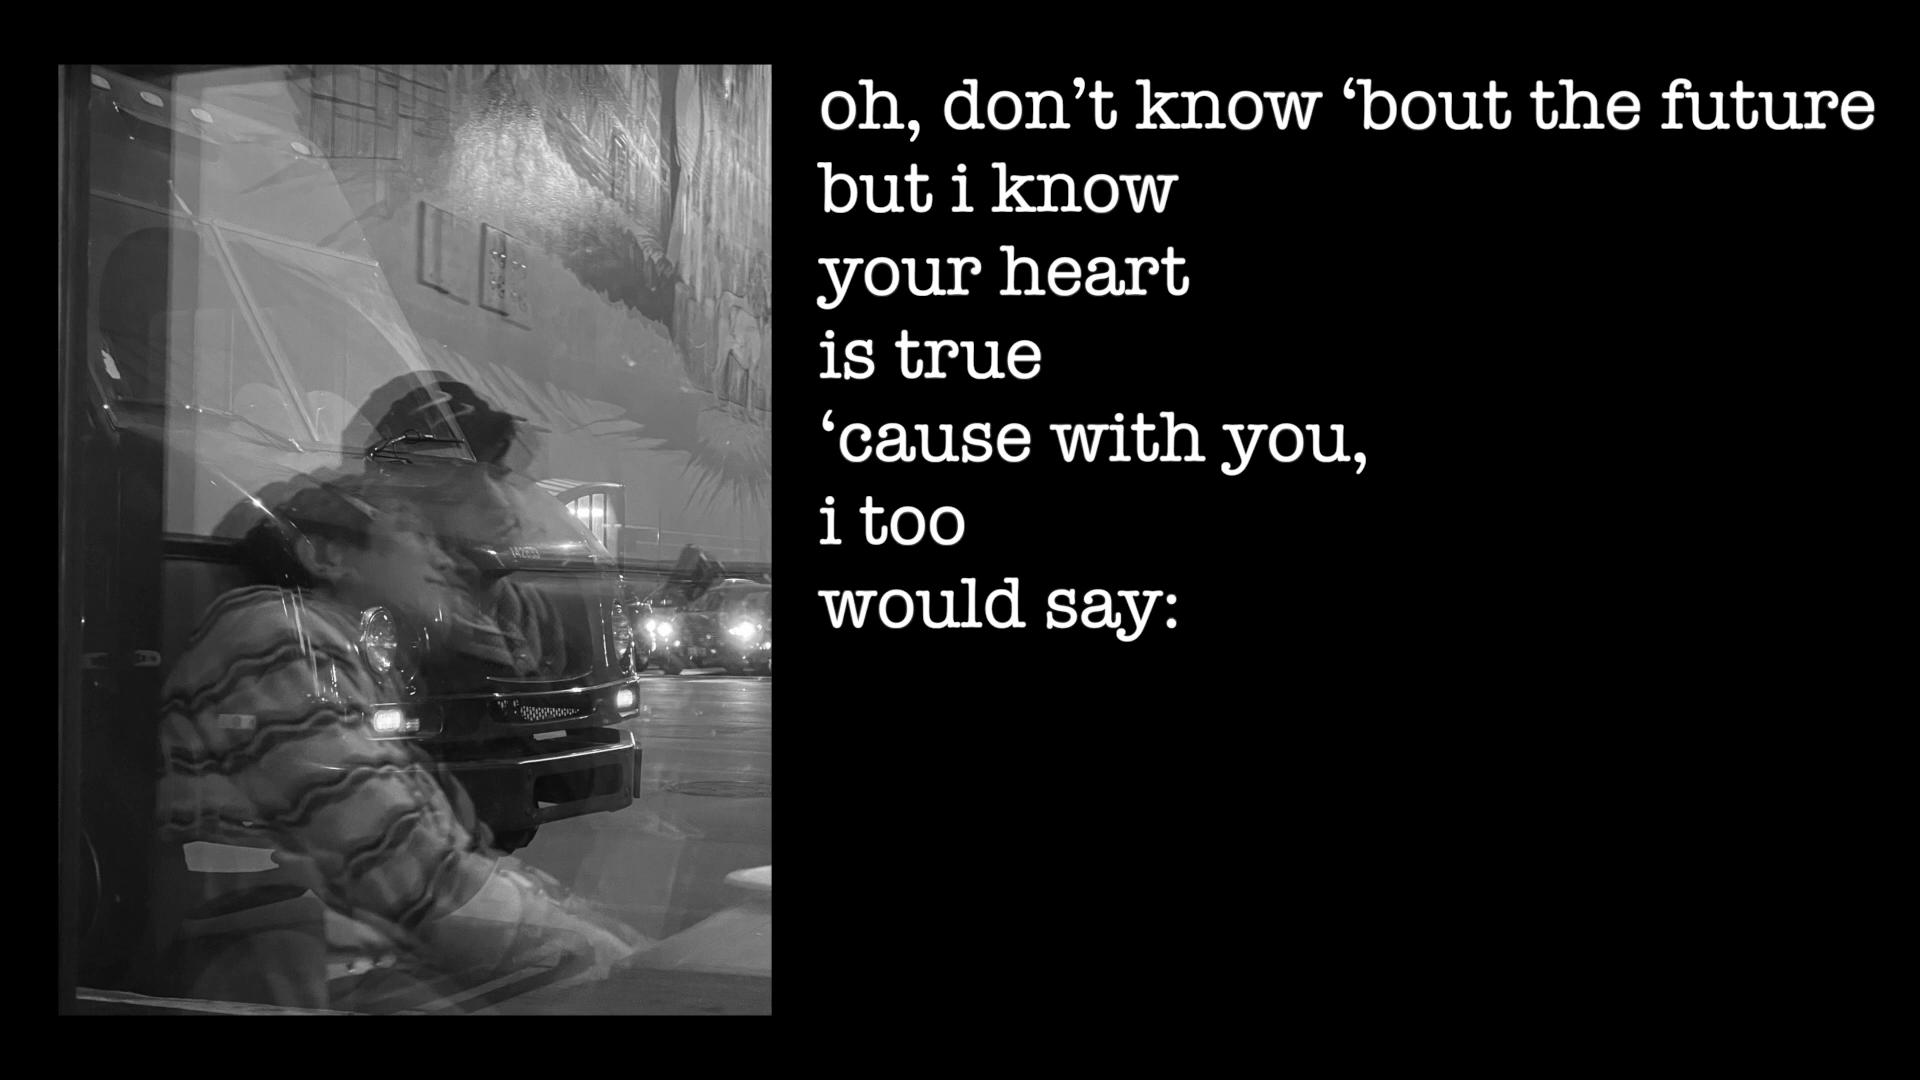 oh, don’t know ‘bout the future
but i know
your heart
is true
‘cause with you,
i too
would say: